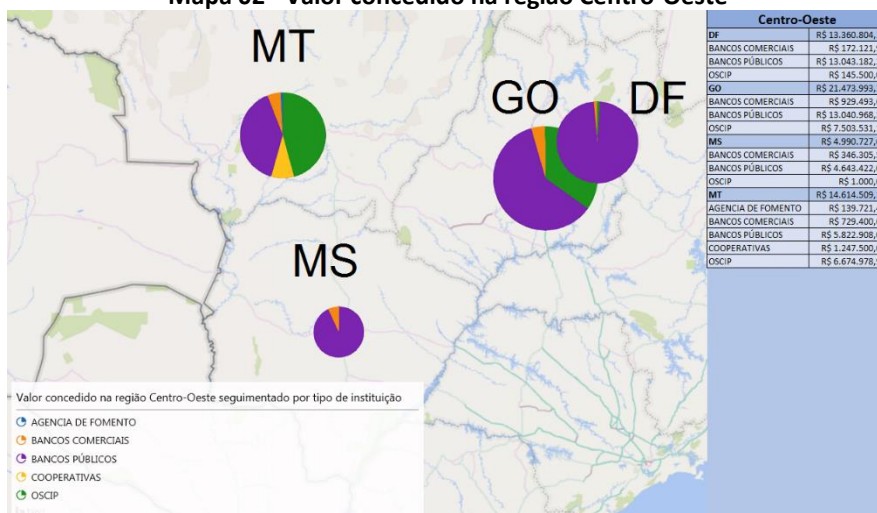 Mapa 02 - Valor concedido na região Centro-Oeste
MT
GO
DF
MS
Centro-Oeste
DF R$ 13.360.804,
BANCOS COMERCIAIS R$ 172.121,
BANCOS PÚBLICOS R$ 13.043.182,
OSCIP R$ 145.500,
GO R$ 21.473.993,
BANCOS COMERCIAIS R$ 929.493,
BANCOS PÚBLICOS R$ 13.040.968,
OSCIP R$ 7.503.531,
MS R$ 4.990.727,
BANCOS COMERCIAIS R$ 346.305,
BANCOS PÚBLICOS R$ 4.643.422,
OSCIP R$ 1.000,
MT R$ 14.614.509,
AGENCIA DE FOMENTO R$ 139.721,
BANCOS COMERCIAIS R$ 729.400,
BANCOS PÚBLICOS R$ 5.822.908,
COOPERATIVAS R$ 1.247.500,
OSCIP R$ 6.674.978,
Valor concedido na região Centro-Oeste seguimentado por tipo de instituição
AGENCIA DE FOMENTO
BANCOS COMERCIAIS
BANCOS PÚBLICOS
COOPERATIVAS
OSCIP